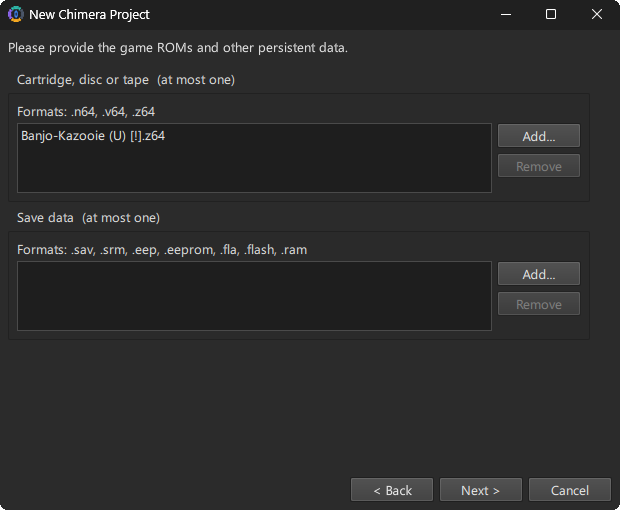 New Chimera Project
Please provide the game ROMs and other persistent data.
Cartridge, disc or tape (at most one)
Formats: .n64, .v64, .z64
Banjo-Kazooie (U) [!].z64
Add...
Remove
Save data (at most one)
Formats: .sav, .srm, .eep, .eeprom, .fla, .flash, .ram
Add...
Remove
< Back
Next >
Cancel